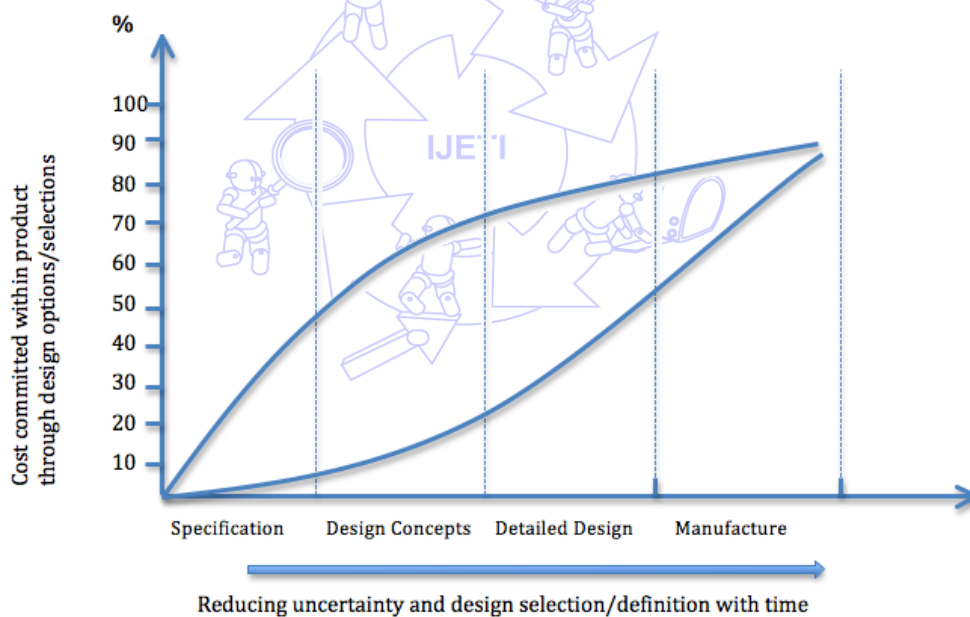 %
100
90
80
70
60
50
40
30
20
10
Cost committed within product
through design options/selections
IJETI
Specification Design Concepts Detailed Design Manufacture
Reducing uncertainty and design selection/definition with time